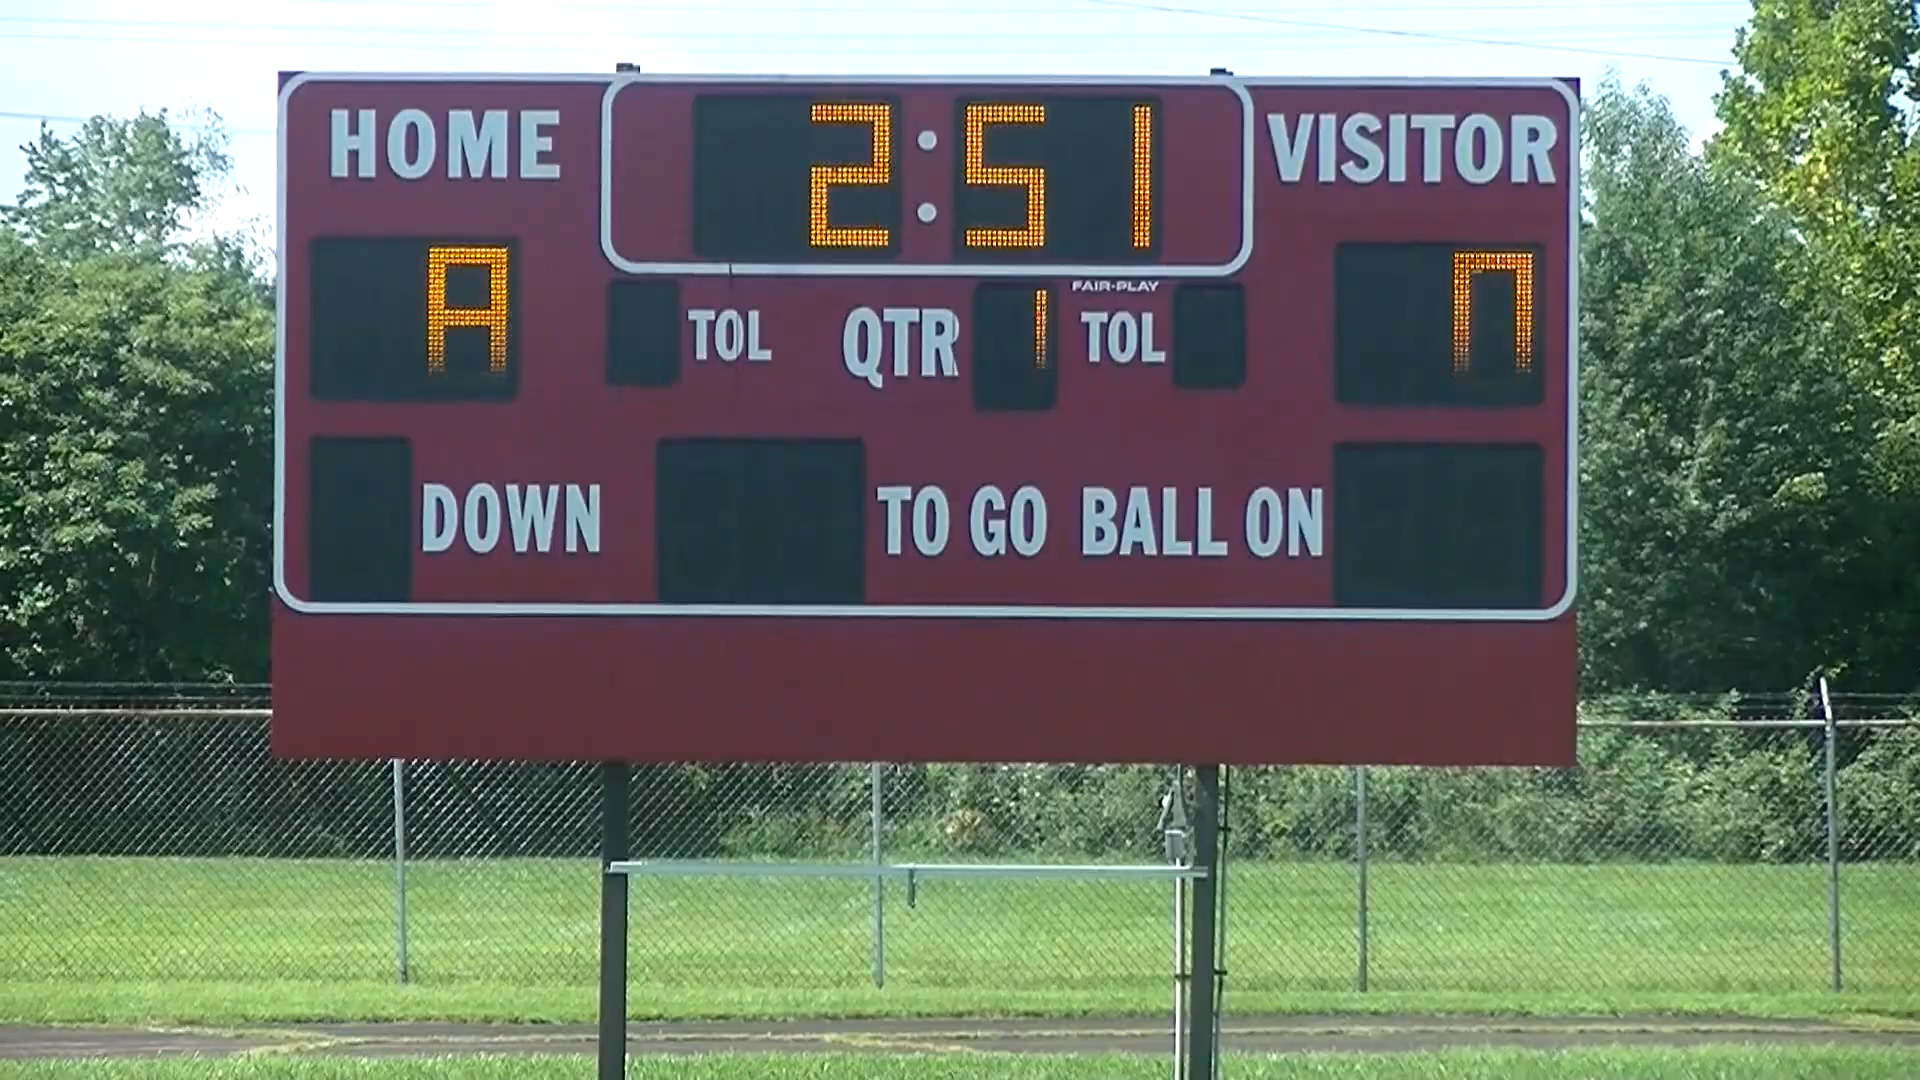 HOME 2:51 VISITOR
FAIR-PLAY
TOL QTR 1 TOL
DOWN TO GO BALL ON